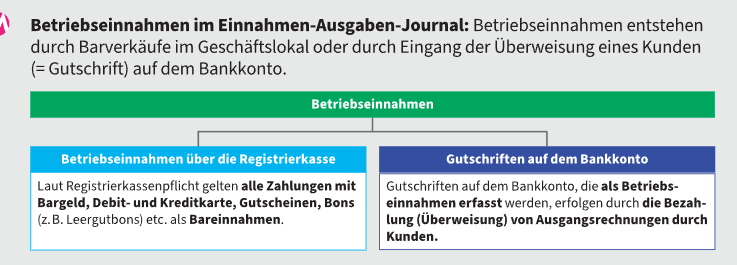 Betriebseinnahmen im Einnahmen-Ausgaben-Journal: Betriebseinnahmen entstehen
durch Barverkäufe im Geschäftslokal oder durch Eingang der Überweisung eines Kunden
(= Gutschrift) auf dem Bankkonto.
Betriebseinnahmen
Betriebseinnahmen über die Registrierkasse
Laut Registrierkassenpflicht gelten alle Zahlungen mit
Bargeld, Debit- und Kreditkarte, Gutscheinen, Bons
(z. B. Leergutbons) etc. als Bareinnahmen.
Gutschriften auf dem Bankkonto
Gutschriften auf dem Bankkonto, die als Betriebs-
einnahmen erfasst werden, erfolgen durch die Bezah-
lung (Überweisung) von Ausgangsrechnungen durch
Kunden.